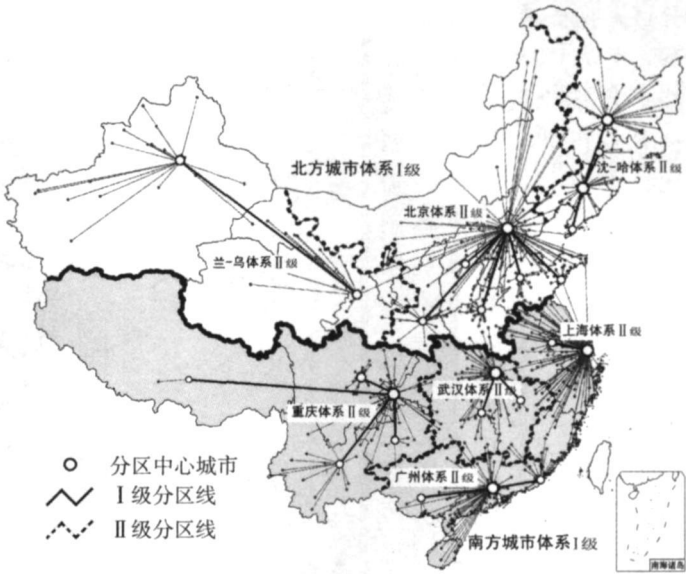 北方城市体系Ⅰ级
沈-哈体系Ⅱ级
北京体系Ⅱ级
兰-乌体系Ⅱ级
上海体系Ⅱ级
武汉体系Ⅱ级
重庆体系Ⅱ级
广州体系Ⅱ级
南方城市体系Ⅰ级
分区中心城市
Ⅰ级分区线
Ⅱ级分区线
南海诸岛